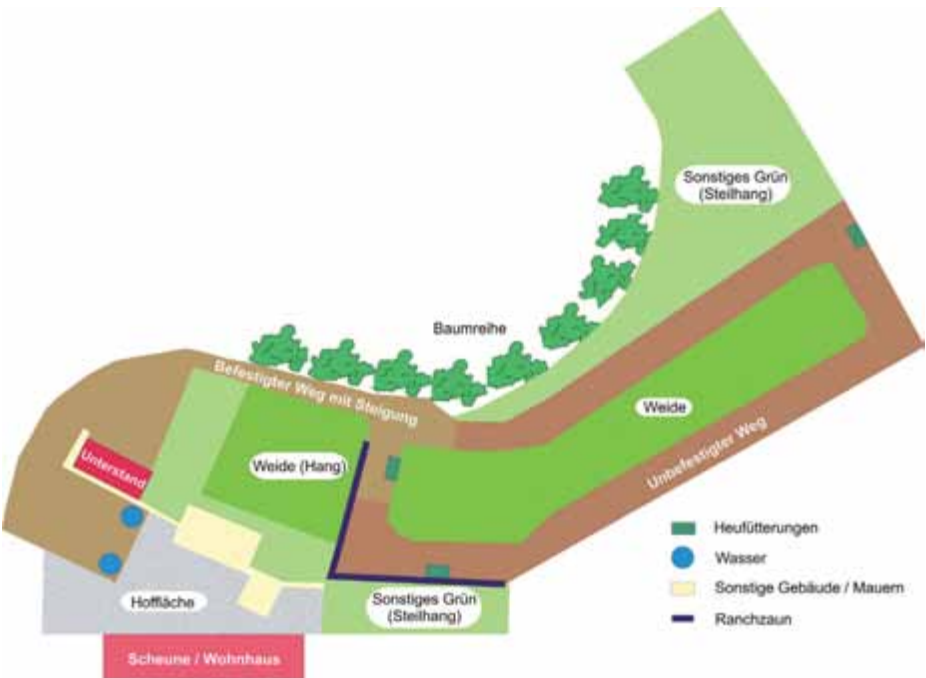 Sonstiges Grün
(Steilhang)
Baumreihe
Befestigter Weg mit Steigung
Weide
Unterstand
Weide (Hang)
Unbefestigter Weg
Heufütterungen
Wasser
Sonstige Gebäude / Mauern
Ranchzaun
Hoffläche
Sonstiges Grün
(Steilhang)
Scheune / Wohnhaus